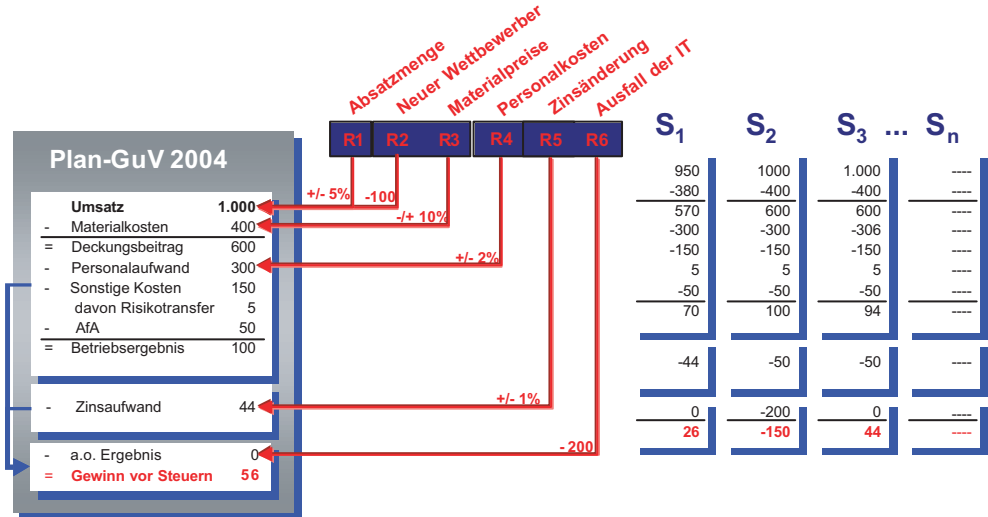 Absatzmenge
Neuer Wettbewerber
Materialpreise
Personalkosten
Zinsänderung
Ausfall der IT
R1 R2 R3 R4 R5 R6
S1 S2 S3 ... Sn
Plan-GuV 2004
+/- 5% -100
-/+ 10%
+/- 2%
+/- 1%
- 200
Umsatz 1.000
- Materialkosten 400
= Deckungsbeitrag 600
- Personalaufwand 300
- Sonstige Kosten 150
davon Risikotransfer 5
- AfA 50
= Betriebsergebnis 100
- Zinsaufwand 44
- a.o. Ergebnis 0
= Gewinn vor Steuern 56
950 1000 1.000 ----
-380 -400 -400 ----
570 600 600 ----
-300 -300 -306 ----
-150 -150 -150 ----
5 5 5 ---
-50 -50 -50 ----
70 100 94 ----
-44 -50 -50 ----
0 -200 0 ----
26 -150 44 ----